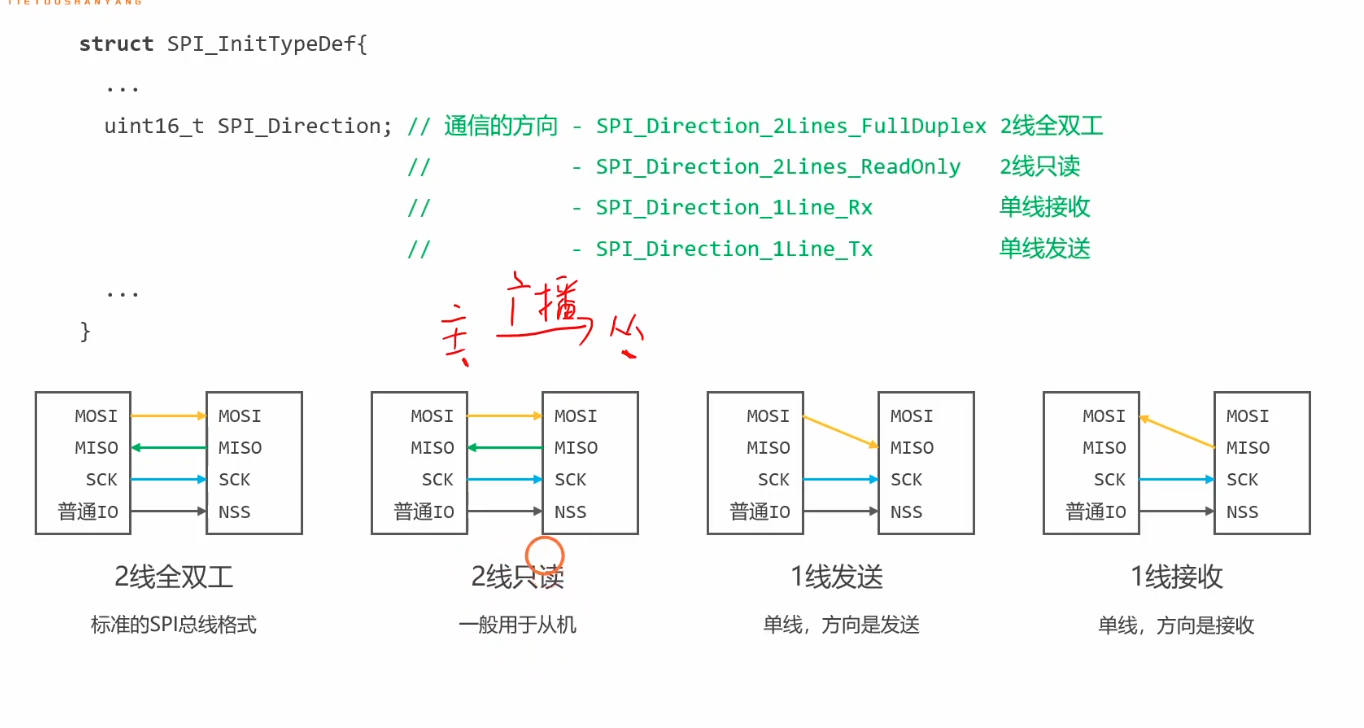 TIETOUSHANYANG
struct SPI_InitTypeDef{
...
uint16_t SPI_Direction; // 通信的方向 - SPI_Direction_2Lines_FullDuplex 2线全双工
// - SPI_Direction_2Lines_ReadOnly 2线只读
// - SPI_Direction_1Line_Rx 单线接收
// - SPI_Direction_1Line_Tx 单线发送
...
}
主 广播 从
MOSI MOSI
MISO MISO
SCK SCK
普通IO NSS
2线全双工
标准的SPI总线格式
MOSI MOSI
MISO MISO
SCK SCK
普通IO NSS
2线只读
一般用于从机
MOSI MOSI
MISO MISO
SCK SCK
普通IO NSS
1线发送
单线，方向是发送
MOSI MOSI
MISO MISO
SCK SCK
普通IO NSS
1线接收
单线，方向是接收